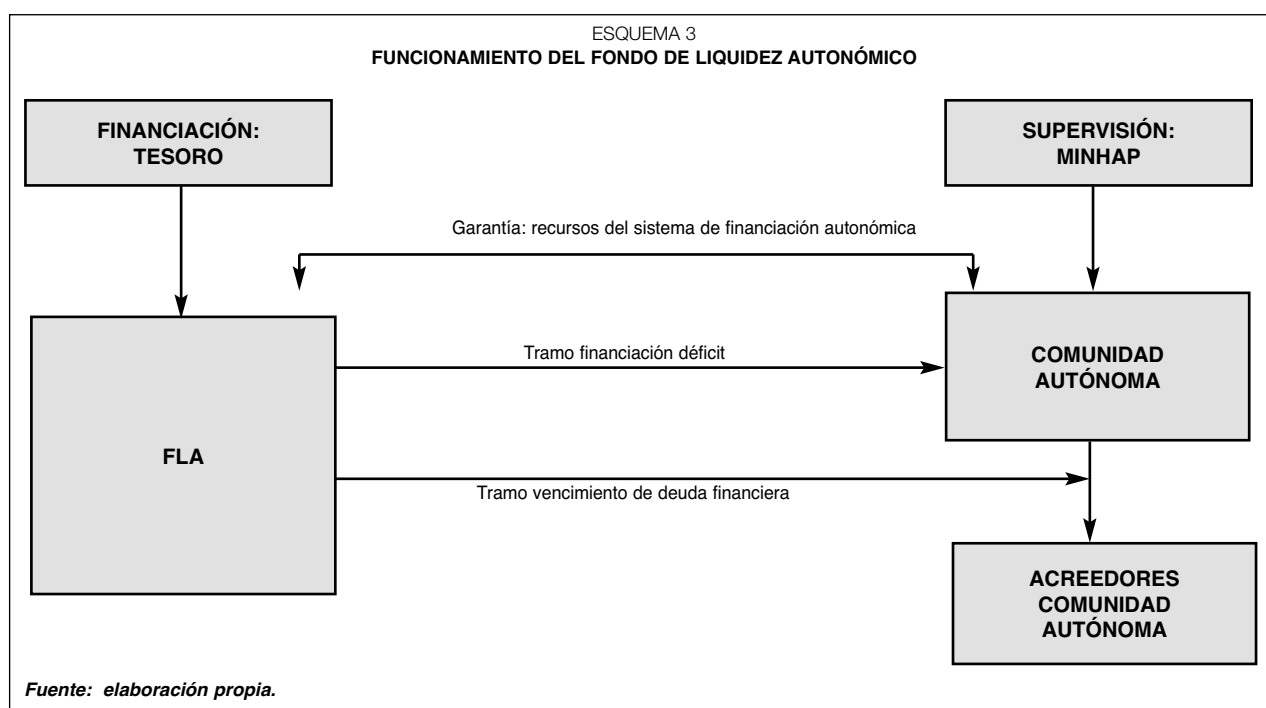 ESQUEMA 3
FUNCIONAMIENTO DEL FONDO DE LIQUIDEZ AUTONÓMICO
FINANCIACIÓN:
TESORO
SUPERVISIÓN:
MINHAP
Garantía: recursos del sistema de financiación autonómica
FLA
Tramo financiación déficit
COMUNIDAD
AUTÓNOMA
Tramo vencimiento de deuda financiera
ACREEDORES
COMUNIDAD
AUTÓNOMA
Fuente: elaboración propia.